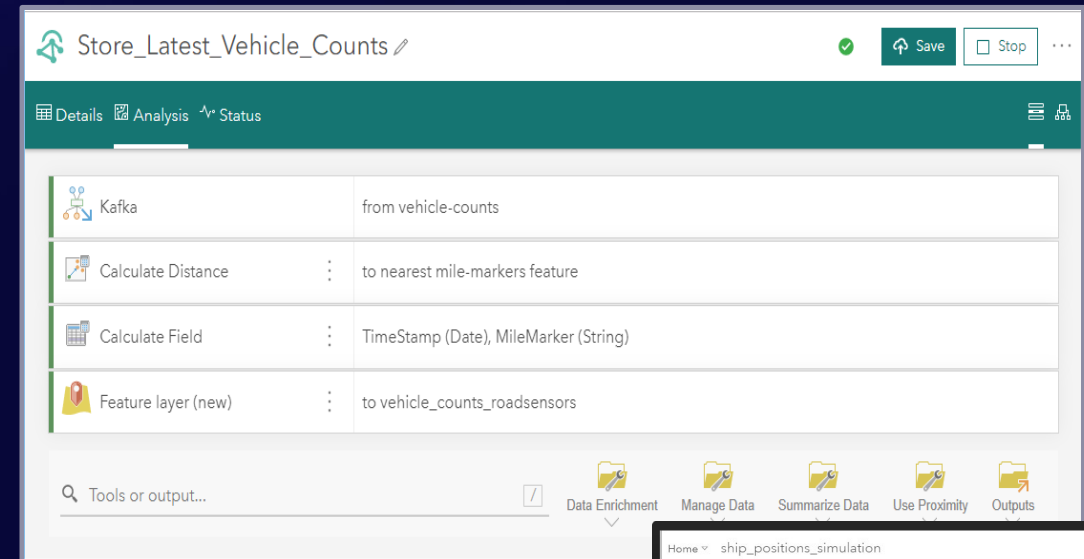 Store_Latest_Vehicle_Counts
Save
Stop
Details
Analysis
Status
Kafka
from vehicle-counts
Calculate Distance
to nearest mile-markers feature
Calculate Field
TimeStamp (Date), MileMarker (String)
Feature layer (new)
to vehicle_counts_roadsensors
Tools or output...
/
Data Enrichment
Manage Data
Summarize Data
Use Proximity
Outputs
Home
ship_positions_simulation